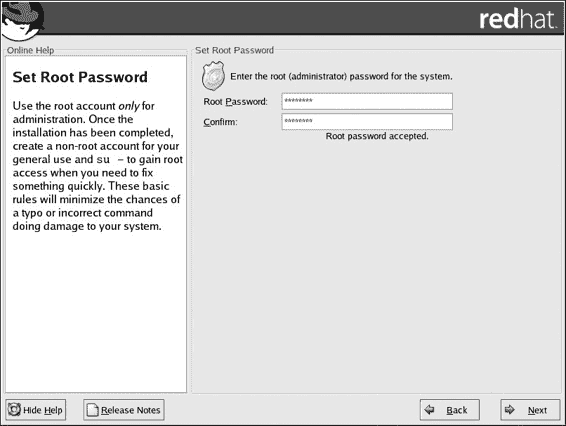 redhat.
Online Help
Set Root Password
Use the root account only for
administration. Once the
installation has been completed,
create a non-root account for your
general use and su - to gain root
access when you need to fix
something quickly. These basic
rules will minimize the chances of
a typo or incorrect command
doing damage to your system.
Set Root Password
Enter the root (administrator) password for the system.
Root Password: ********
Confirm: ********
Root password accepted.
Hide Help
Release Notes
Back
Next